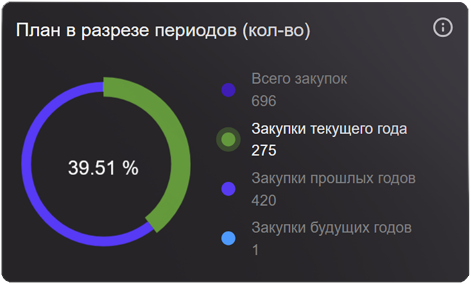 План в разрезе периодов (кол-во)
39.51 %
Всего закупок
696
Закупки текущего года
275
Закупки прошлых годов
420
Закупки будущих годов
1